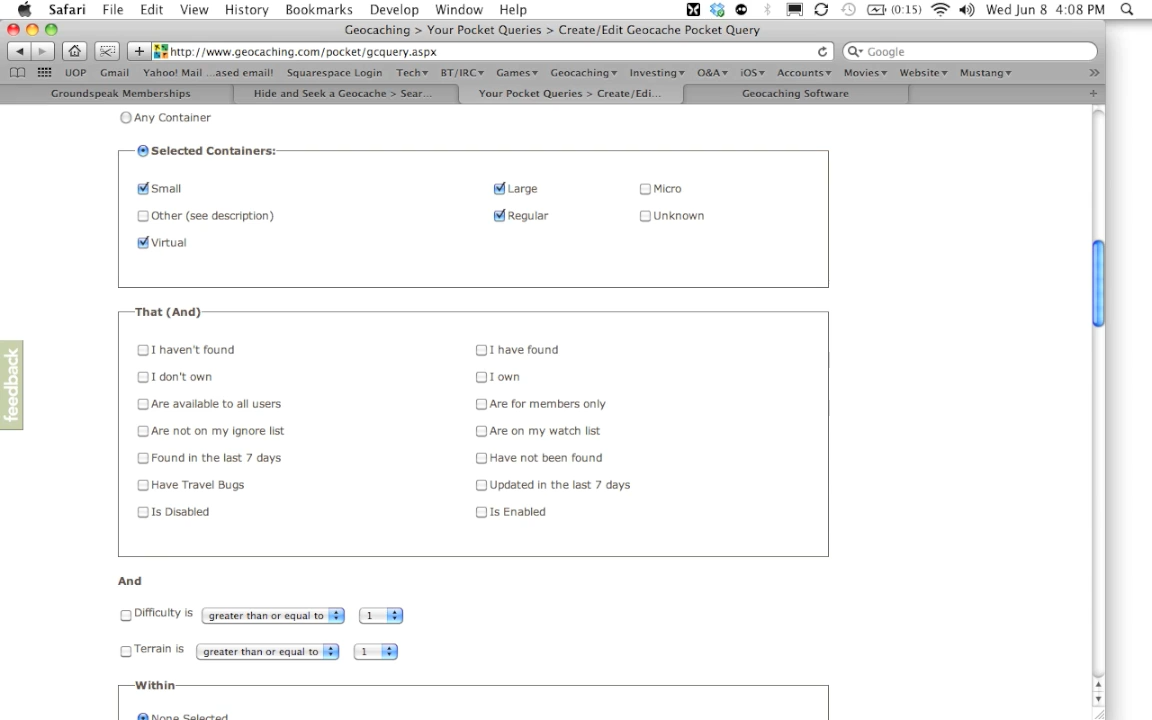 Safari File Edit View History Bookmarks Develop Window Help (0:15) Wed Jun 8 4:08 PM
Geocaching > Your Pocket Queries > Create/Edit Geocache Pocket Query
http://www.geocaching.com/pocket/gcquery.aspx Google
UOP Gmail Yahoo! Mail ...ased email! Squarespace Login Tech BT/IRC Games Geocaching Investing O&A iOS Accounts Movies Website Mustang
Groundspeak Memberships Hide and Seek a Geocache > Sear... Your Pocket Queries > Create/Edi... Geocaching Software
Any Container
Selected Containers:
Small Large Micro
Other (see description) Regular Unknown
Virtual
That (And)
I haven't found I have found
I don't own I own
feedback
Are available to all users Are for members only
Are not on my ignore list Are on my watch list
Found in the last 7 days Have not been found
Have Travel Bugs Updated in the last 7 days
Is Disabled Is Enabled
And
Difficulty is greater than or equal to 1
Terrain is greater than or equal to 1
Within
None Selected